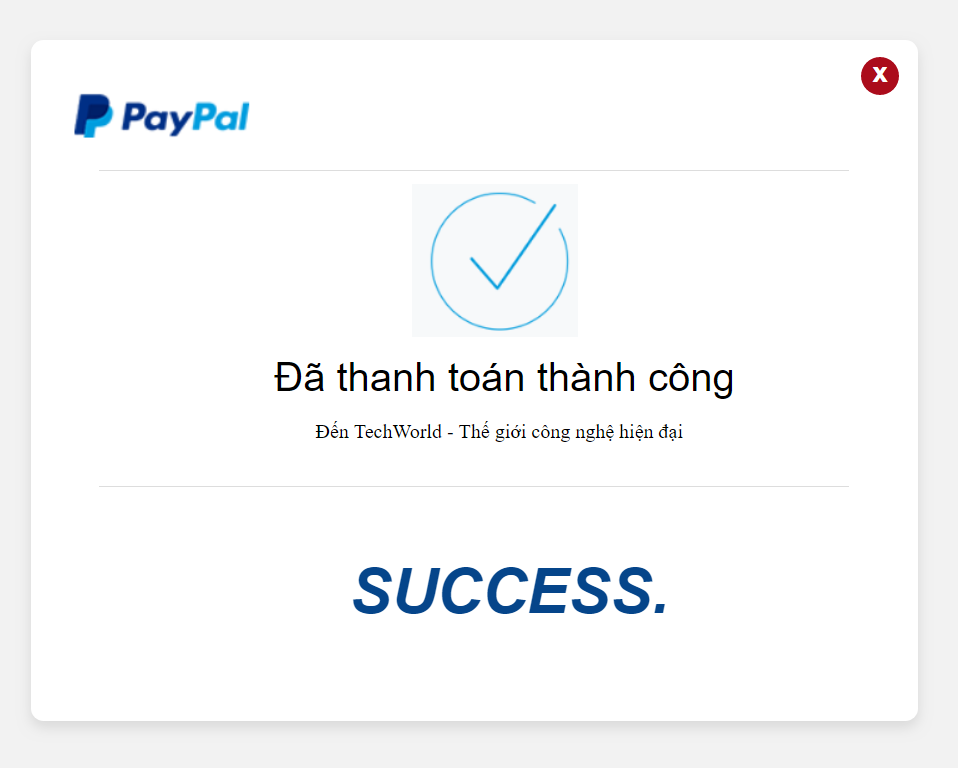 X
PayPal
Đã thanh toán thành công
Đến TechWorld - Thế giới công nghệ hiện đại
SUCCESS.